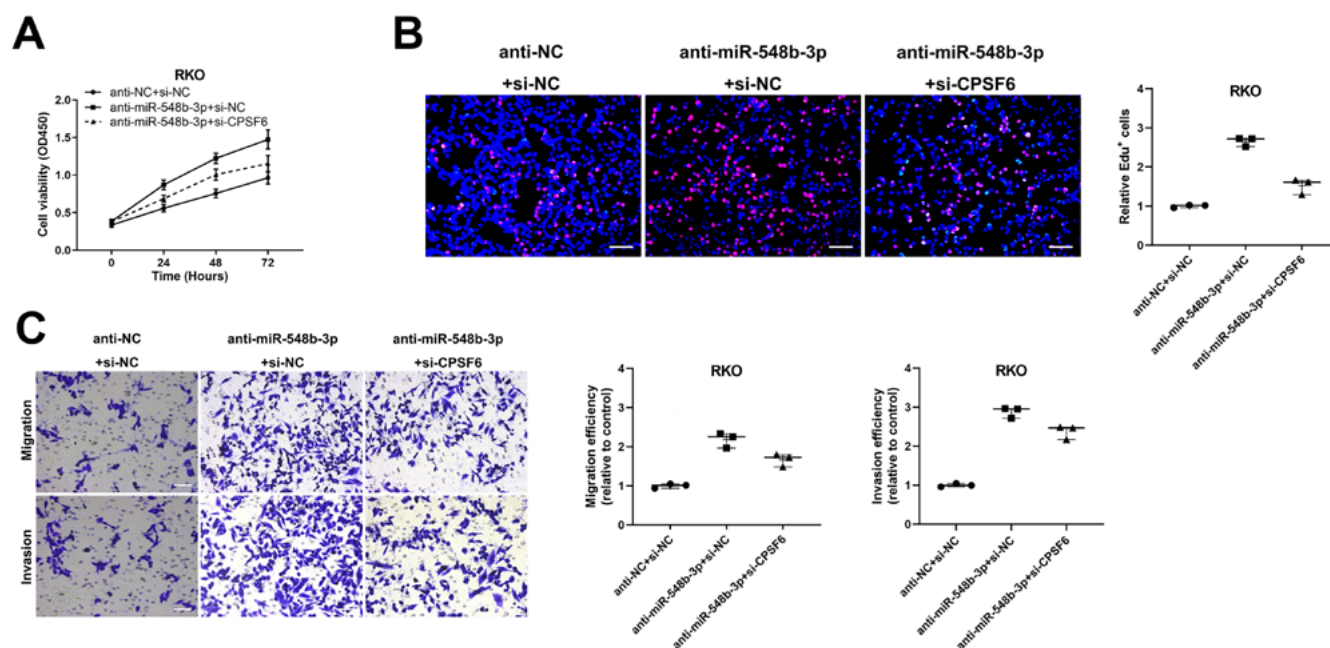 A
RKO
anti-NC+si-NC
anti-miR-548b-3p+si-NC
anti-miR-548b-3p+si-CPSF6
Cell viability (OD450)
2.0
1.5
1.0
0.5
0.0
0 24 48 72
Time (Hours)
B
anti-NC anti-miR-548b-3p anti-miR-548b-3p
+si-NC +si-NC +si-CPSF6
RKO
Relative Edu+ cells
4
3
2
1
0
anti-NC+si-NC
anti-miR-548b-3p+si-NC
anti-miR-548b-3p+si-CPSF6
C
anti-NC anti-miR-548b-3p anti-miR-548b-3p
+si-NC +si-NC +si-CPSF6
Migration
Invasion
RKO
Migration efficiency
(relative to control)
4
3
2
1
0
anti-NC+si-NC
anti-miR-548b-3p+si-NC
anti-miR-548b-3p+si-CPSF6
RKO
Invasion efficiency
(relative to control)
4
3
2
1
0
anti-NC+si-NC
anti-miR-548b-3p+si-NC
anti-miR-548b-3p+si-CPSF6